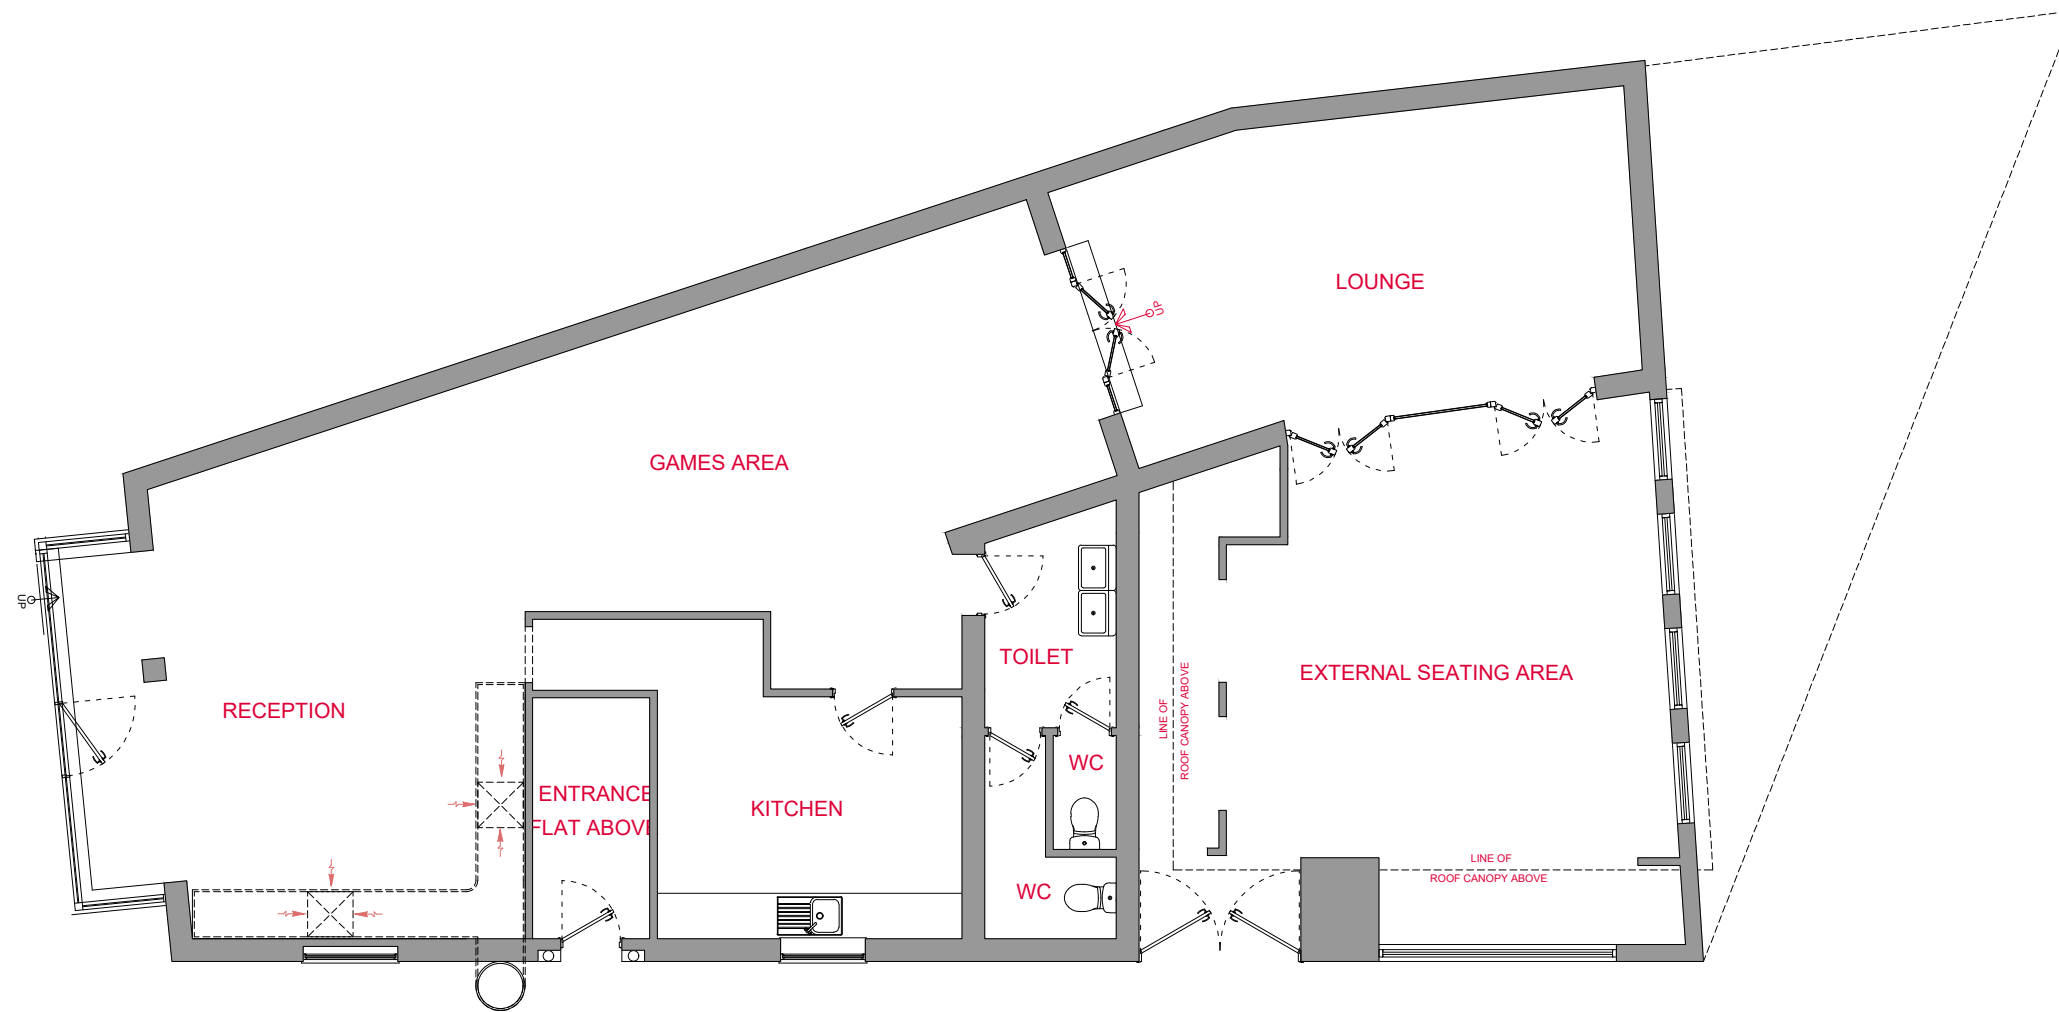 LOUNGE
UP
GAMES AREA
UP
TOILET
EXTERNAL SEATING AREA
RECEPTION
LINE OF
ROOF CANOPY ABOVE
WC
ENTRANCE
FLAT ABOVE
KITCHEN
WC
LINE OF
ROOF CANOPY ABOVE